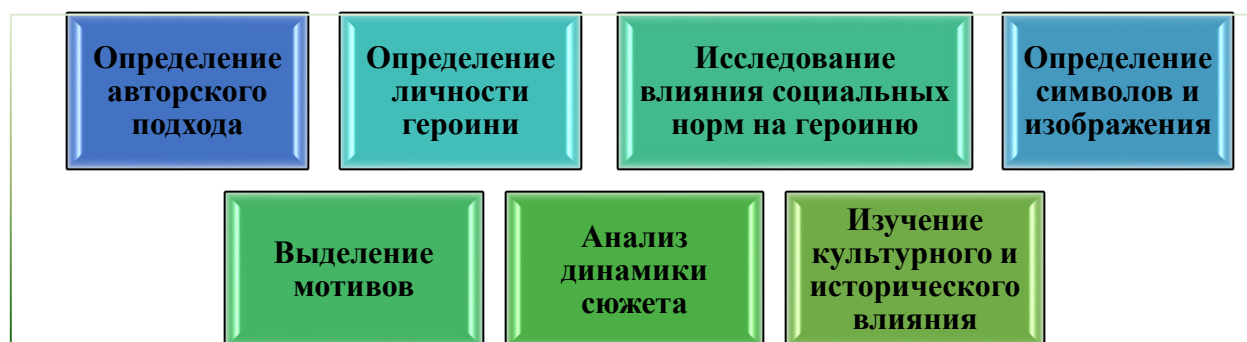 Определение
авторского
подхода
Определение
личности
героини
Исследование
влияния социальных
норм на героиню
Определение
символов и
изображения
Выделение
мотивов
Анализ
динамики
сюжета
Изучение
культурного и
исторического
влияния